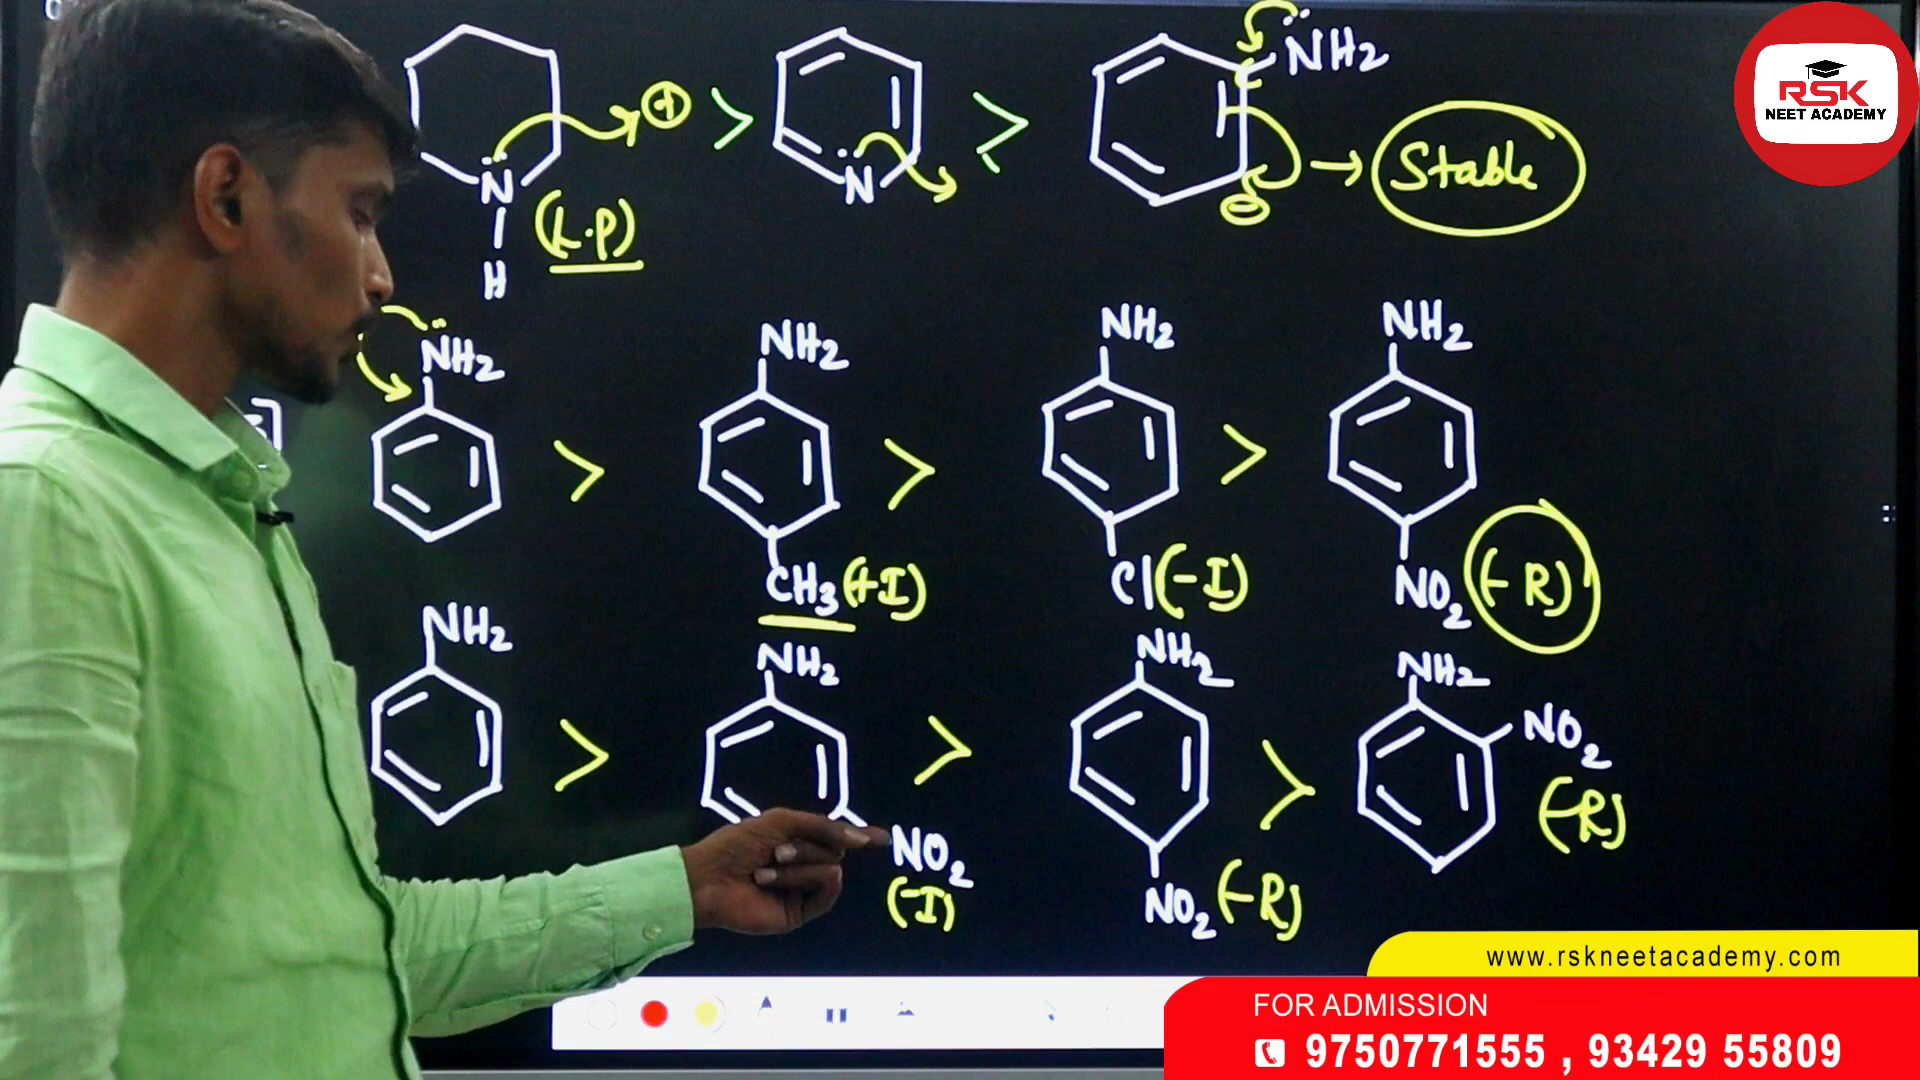 RSK
NEET ACADEMY
NH2
⊕ > > → Stable
N N ⊖
(L.P)
H
NH2 NH2 NH2 NH2
> > >
CH3 (+I) Cl (-I) NO2 (-R)
NH2 NH2 NH2 NH2
> > > NO2
(-R)
NO2 NO2 (-R)
(-I)
www.rskneetacademy.com
FOR ADMISSION
9750771555 , 93429 55809